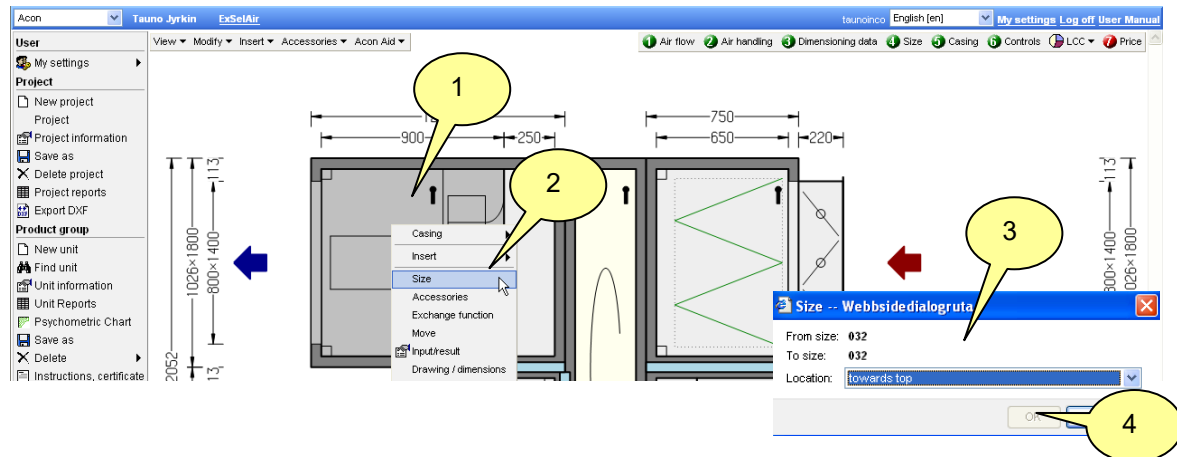 Acon Tauno Jyrkin ExSelAir taunoinco English [en] My settings Log off User Manual
View Modify Insert Accessories Acon Aid
1 Air flow 2 Air handling 3 Dimensioning data 4 Size 5 Casing 6 Controls LCC 7 Price
User
My settings
Project
New project
Project
Project information
Save as
Delete project
Project reports
Export DXF
Product group
New unit
Find unit
Unit information
Unit Reports
Psychometric Chart
Save as
Delete
Instructions, certificate
1
2
3
4
750
900
250
650
220
113
1026×1800
800×1400
2052
113
113
800×1400
026×1800
Casing
Insert
Size
Accessories
Exchange function
Move
Input/result
Drawing / dimensions
Size -- Webbsidedialogruta
From size: 032
To size: 032
Location: towards top